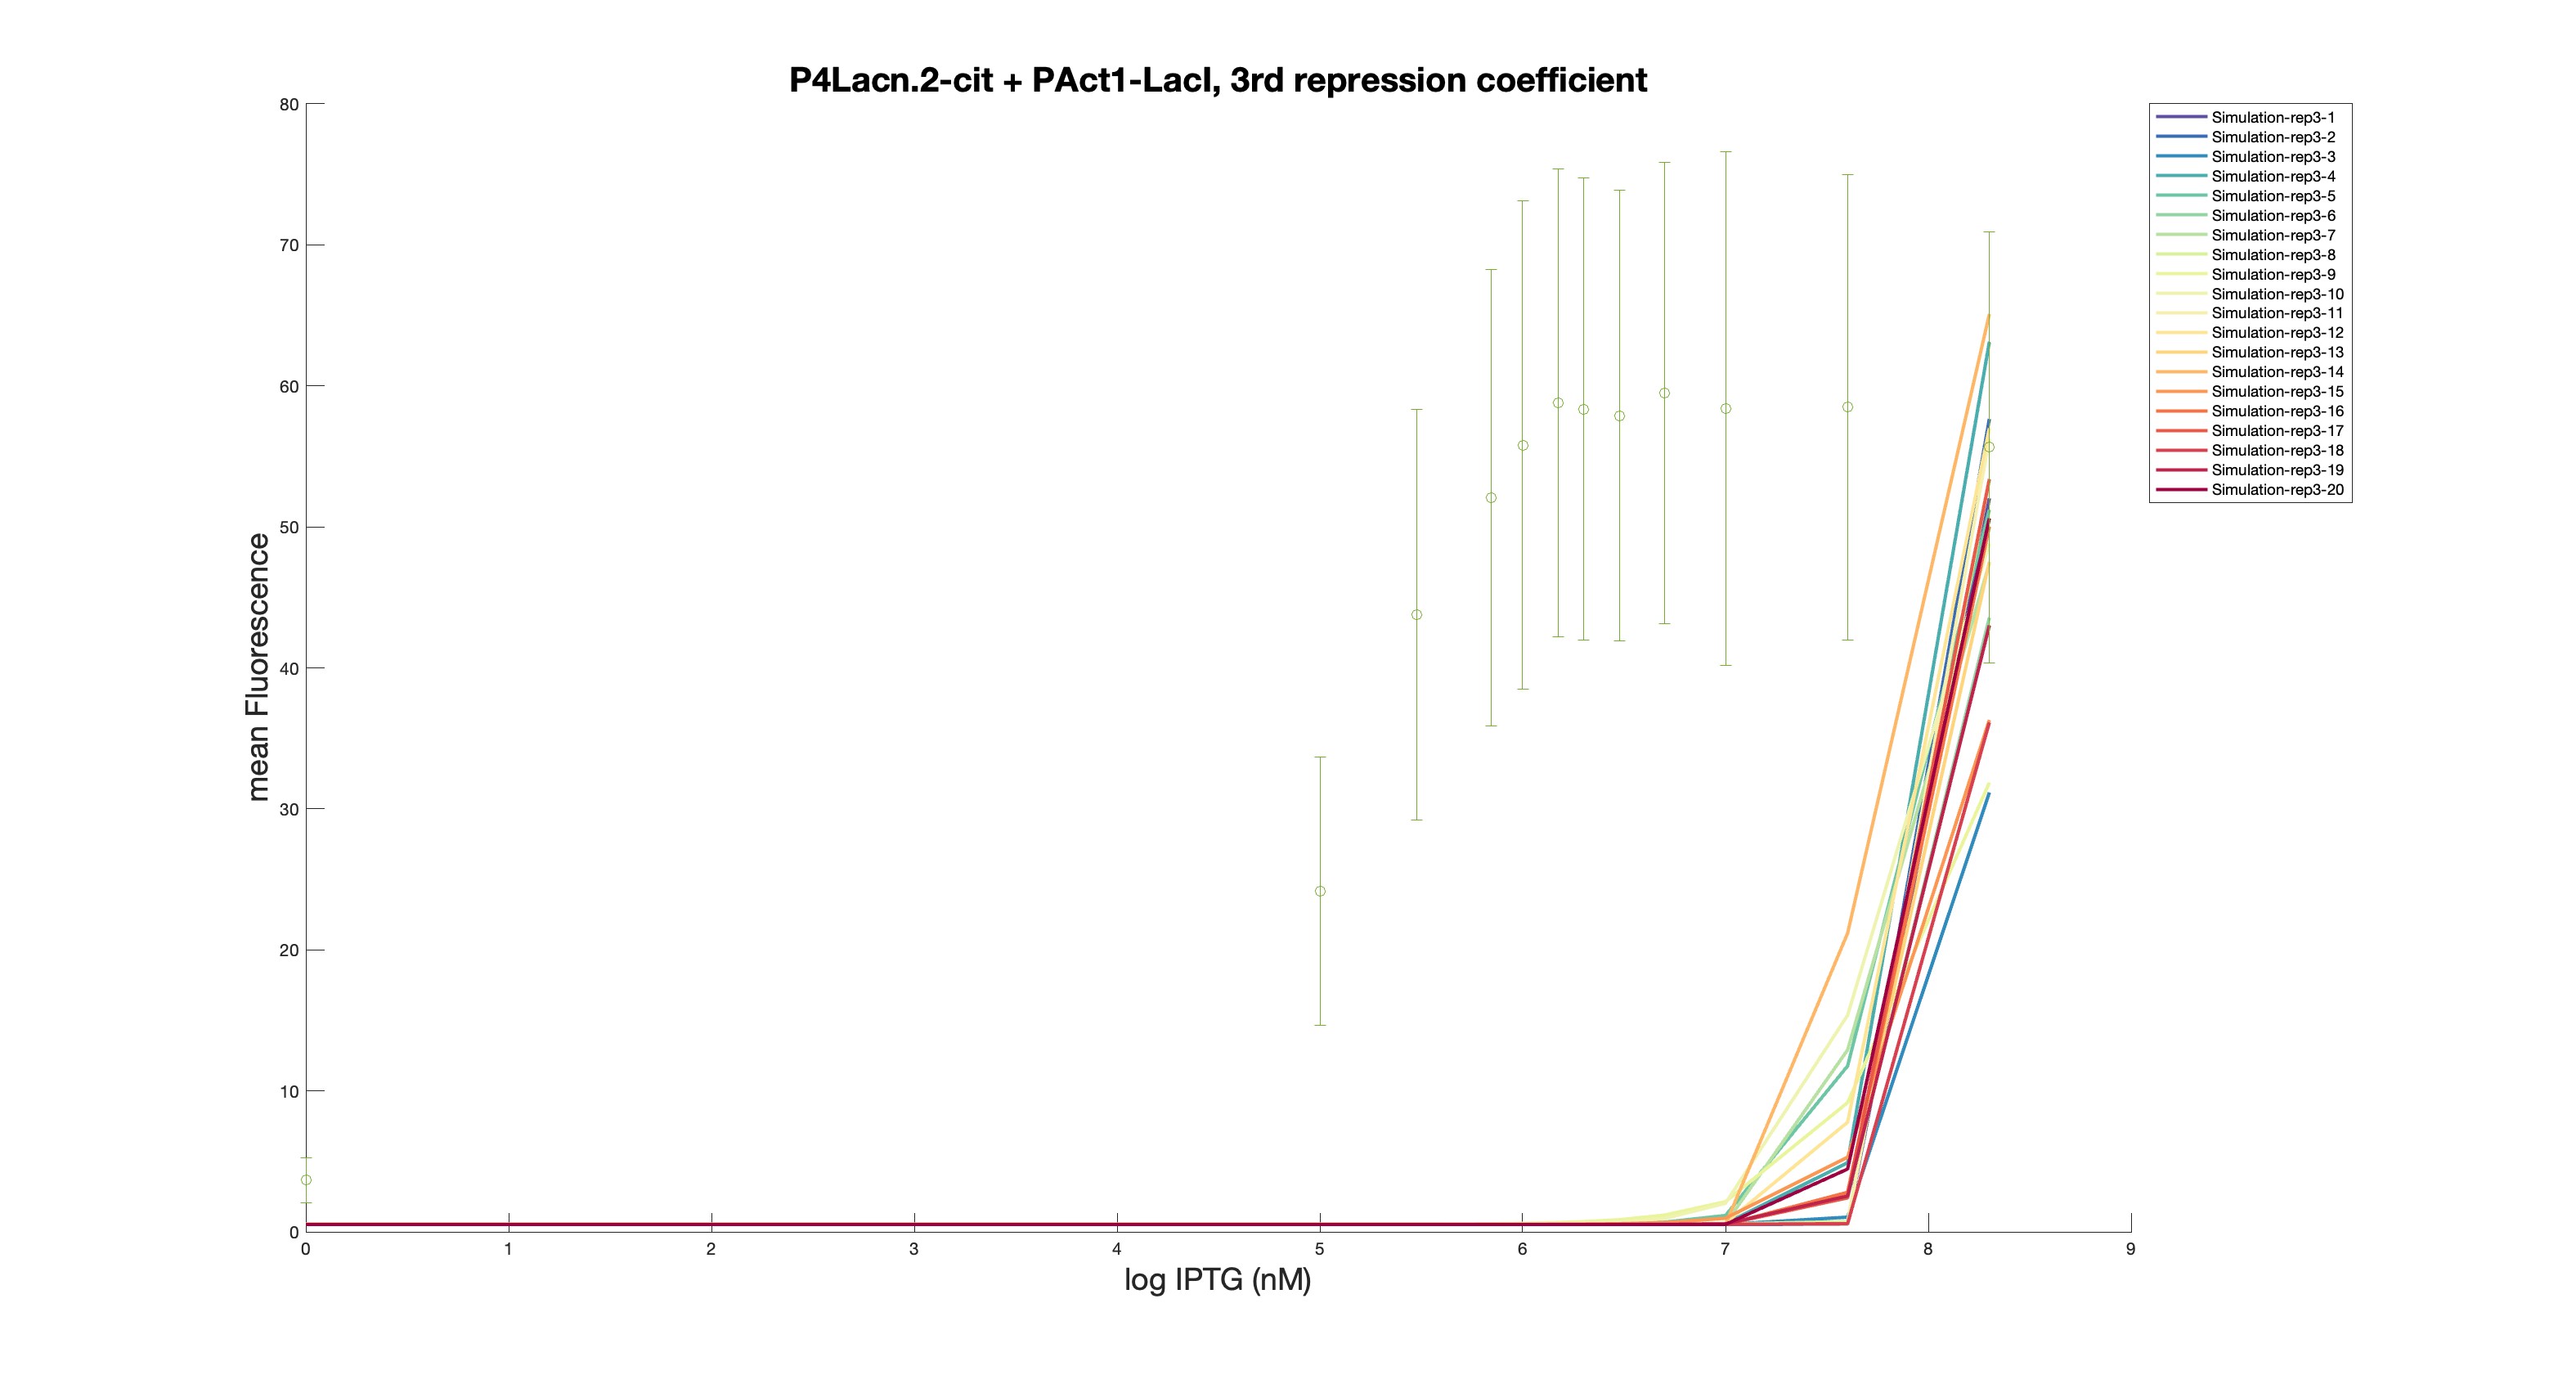 P4Lacn.2-cit + PAct1-LacI, 3rd repression coefficient
80
70
60
50
40
30
20
10
0
mean Fluorescence
0 1 2 3 4 5 6 7 8 9
log IPTG (nM)
Simulation-rep3-1
Simulation-rep3-2
Simulation-rep3-3
Simulation-rep3-4
Simulation-rep3-5
Simulation-rep3-6
Simulation-rep3-7
Simulation-rep3-8
Simulation-rep3-9
Simulation-rep3-10
Simulation-rep3-11
Simulation-rep3-12
Simulation-rep3-13
Simulation-rep3-14
Simulation-rep3-15
Simulation-rep3-16
Simulation-rep3-17
Simulation-rep3-18
Simulation-rep3-19
Simulation-rep3-20